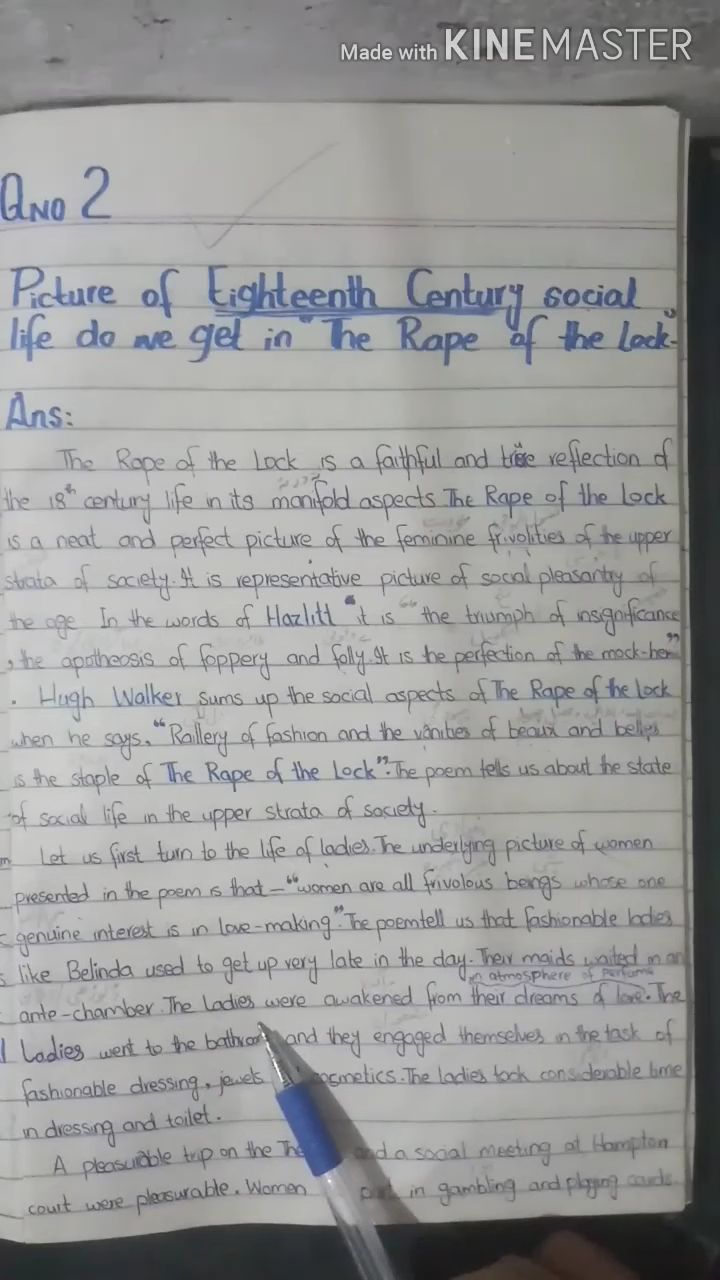 Made with KINEMASTER
QNO 2
Picture of Eighteenth Century social
life do we get in "The Rape of the Lock"
Ans:
The Rape of the Lock is a faithful and true reflection of
the 18th century life in its manifold aspects The Rape of the Lock
is a neat and perfect picture of the feminine frivolities of the upper
strata of society. It is representative picture of social pleasantry of
the age In the words of Hazlitt "it is "the triumph of insignificance
, the apotheosis of foppery and folly. It is the perfection of the mock-heroic"
. Hugh Walker sums up the social aspects of The Rape of the lock
when he says. "Raillery of fashion and the vanities of beaux and belles
is the staple of The Rape of the Lock". The poem tells us about the state
of social life in the upper strata of society.
Let us first turn to the life of ladies. The underlying picture of women
presented in the poem is that - "women are all frivolous beings whose one
genuine interest is in love-making". The poem tell us that fashionable ladies
like Belinda used to get up very late in the day. Their maids waited in an
in atmosphere of perfume
ante-chamber. The Ladies were awakened from their dreams of love. The
Ladies went to the and they engaged themselves in the task of
fashionable dressing, jewels cosmetics. The ladies took considerable time
in dressing and toilet.
A pleasurable trip on the and a social meeting at Hampton
court were pleasurable. Women part in gambling and playing cards